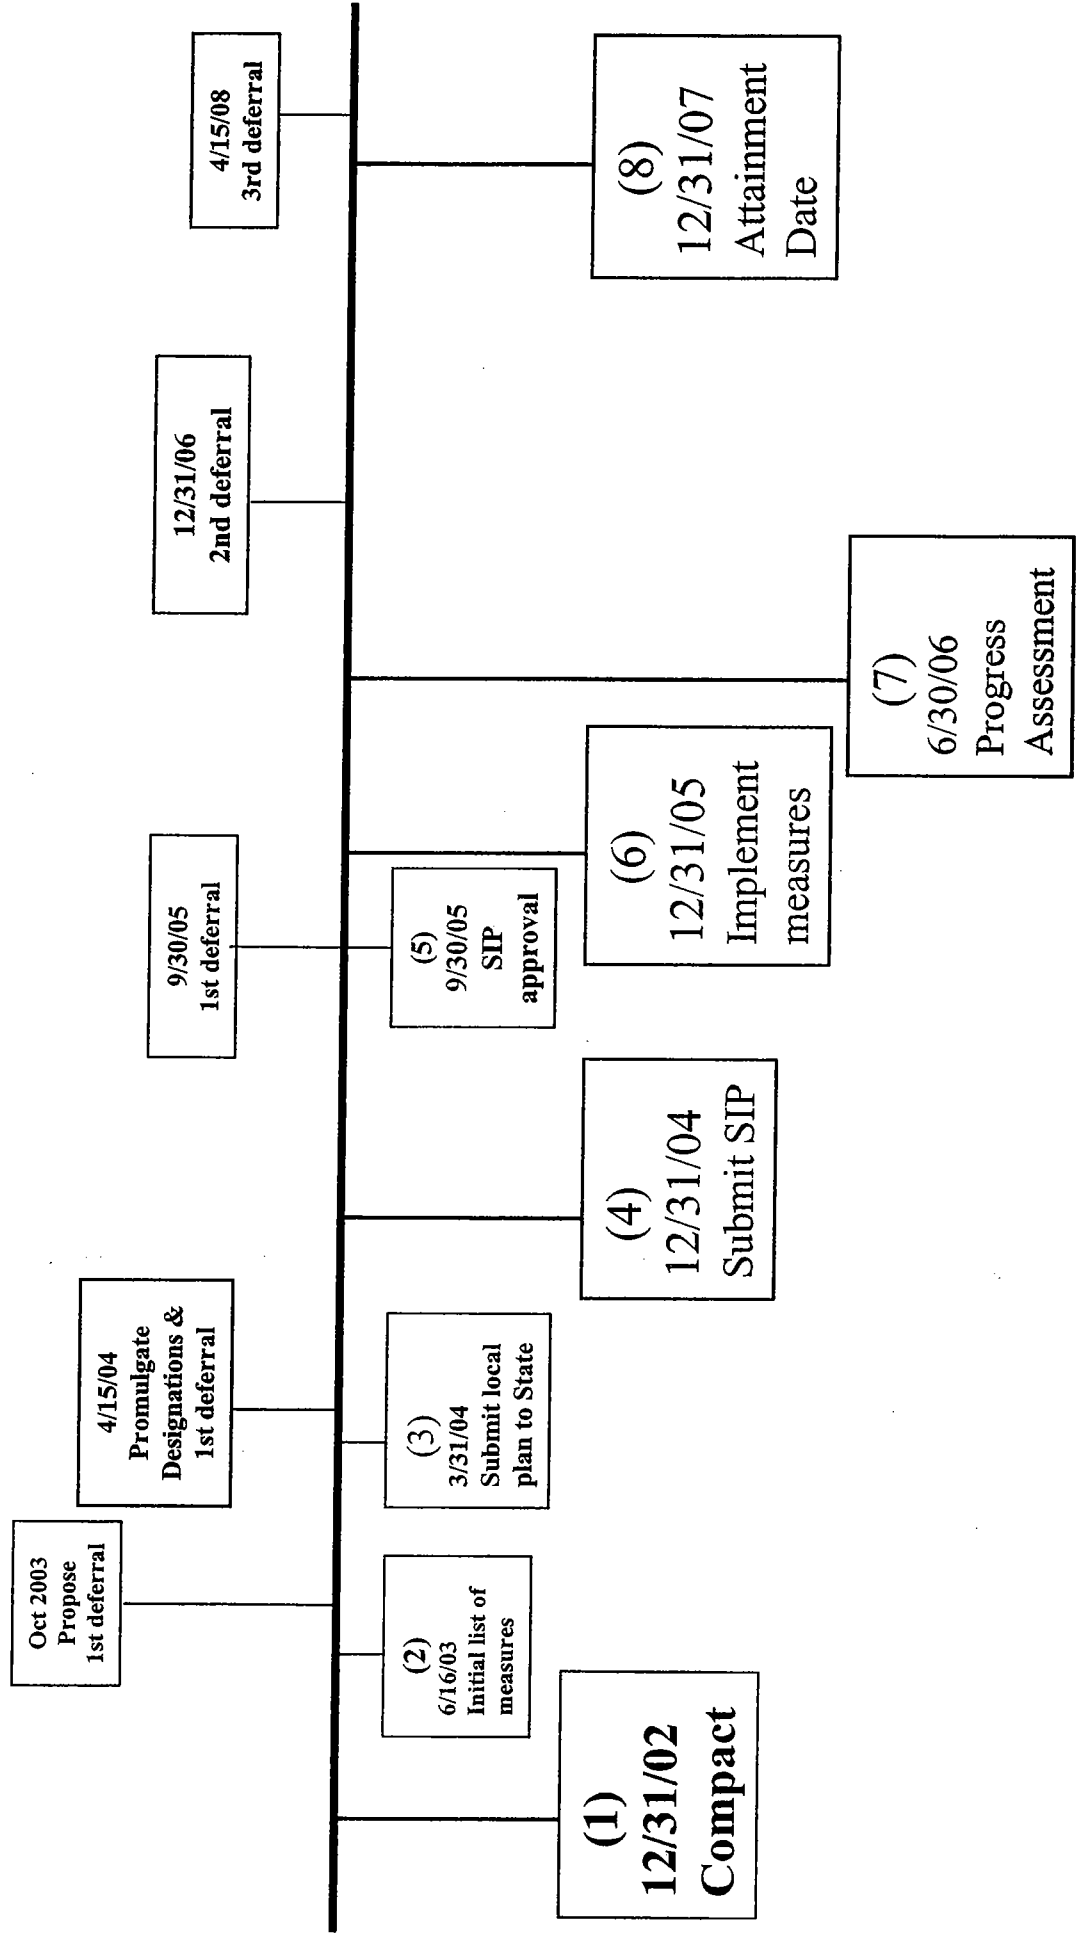 Oct 2003
Propose
1st deferral
4/15/04
Promulgate
Designations &
1st deferral
9/30/05
1st deferral
12/31/06
2nd deferral
4/15/08
3rd deferral
(1)
12/31/02
Compact
(2)
6/16/03
Initial list of
measures
(3)
3/31/04
Submit local
plan to State
(4)
12/31/04
Submit SIP
(5)
9/30/05
SIP
approval
(6)
12/31/05
Implement
measures
(7)
6/30/06
Progress
Assessment
(8)
12/31/07
Attainment
Date